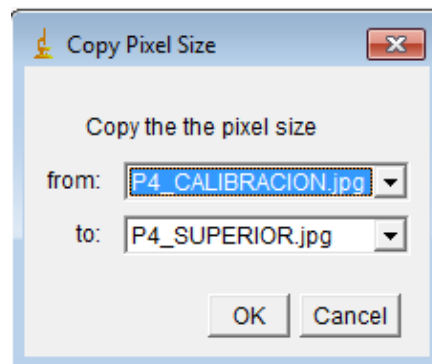 Copy Pixel Size
Copy the the pixel size
from: P4_CALIBRACION.jpg
to: P4_SUPERIOR.jpg
OK Cancel